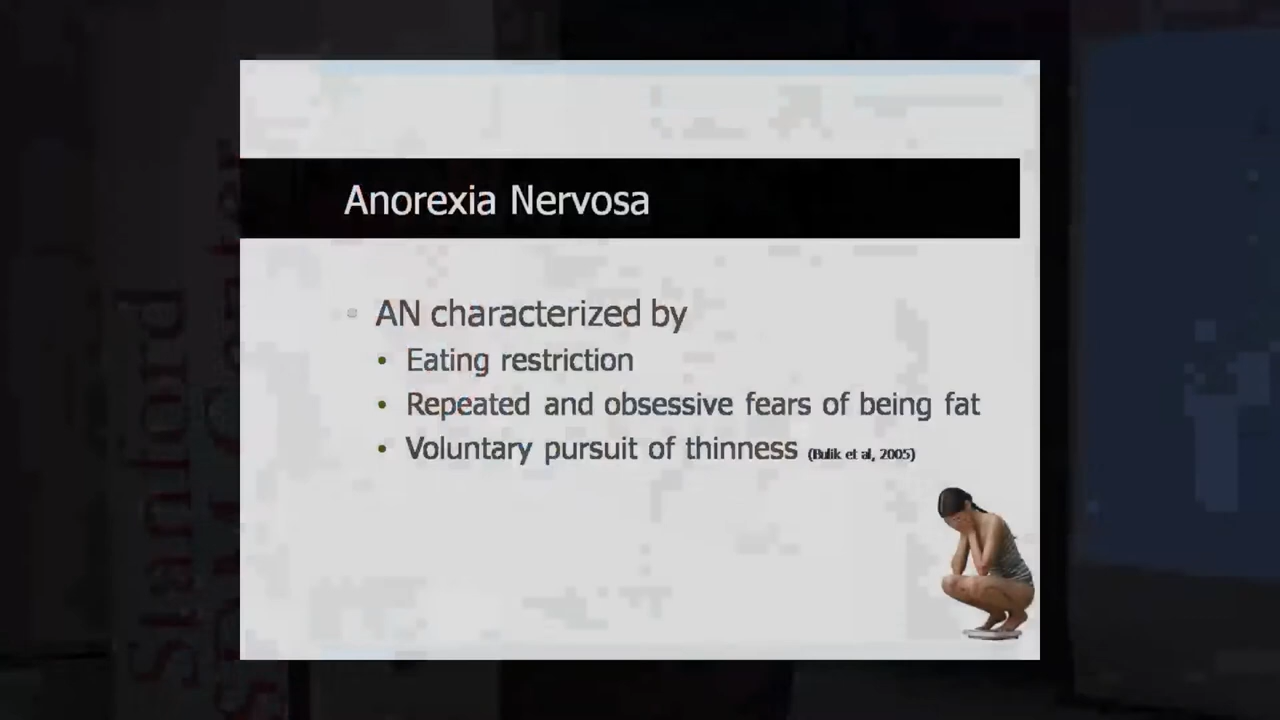 Anorexia Nervosa
AN characterized by
Eating restriction
Repeated and obsessive fears of being fat
Voluntary pursuit of thinness (Bulik et al, 2005)
Stanford